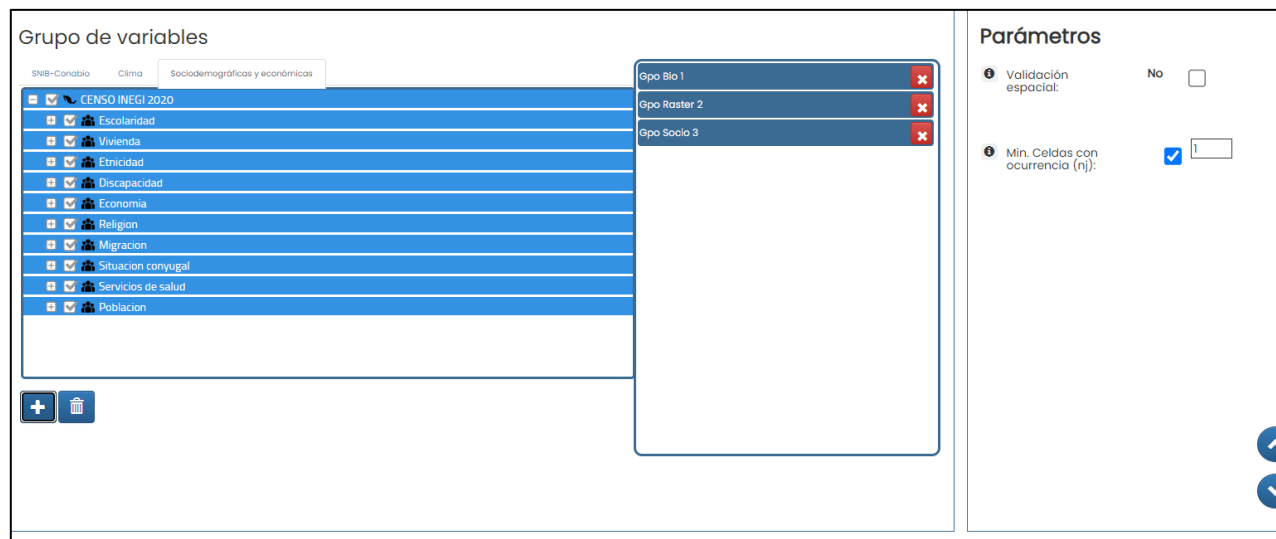 Grupo de variables
SNIB-Conabio Clima Sociodemográficas y económicas
CENSO INEGI 2020
Escolaridad
Vivienda
Etnicidad
Discapacidad
Economia
Religion
Migracion
Situacion conyugal
Servicios de salud
Poblacion
Gpo Bio 1
Gpo Raster 2
Gpo Socio 3
Parámetros
Validación
espacial:
No
Min. Celdas con
ocurrencia (nj):
1